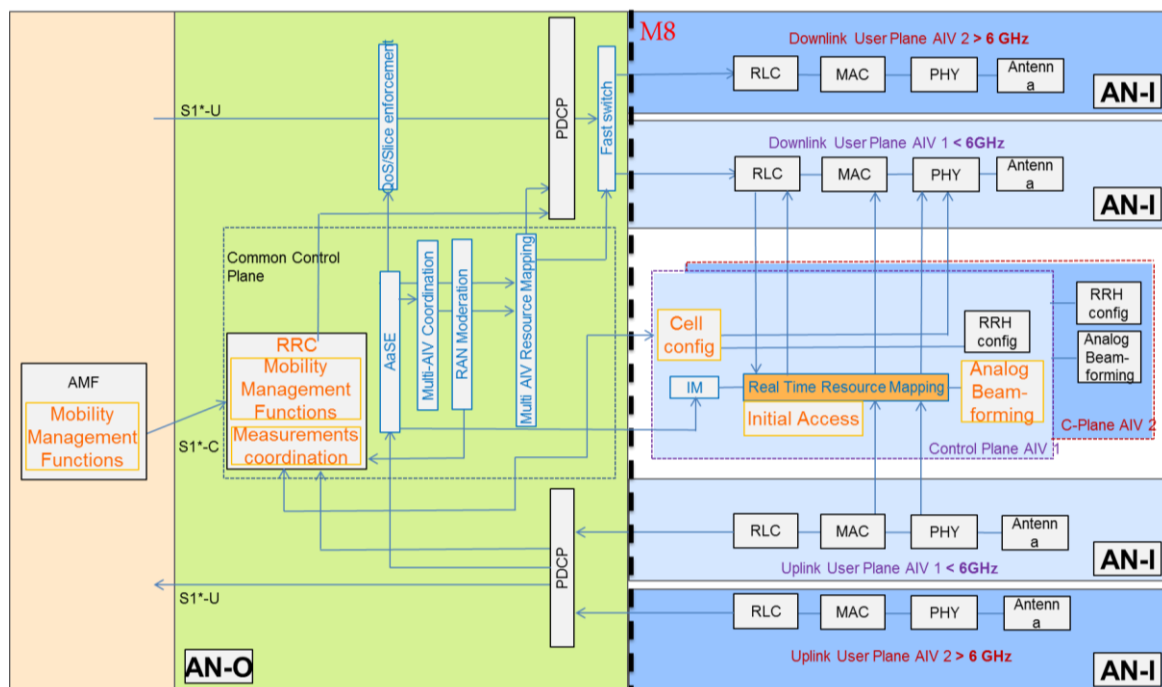 M8
Downlink User Plane AIV 2 > 6 GHz
RLC
MAC
PHY
Antenn
a
AN-I
S1*-U
QoS/Slice enforcement
PDCP
Fast switch
Downlink User Plane AIV 1 < 6GHz
RLC
MAC
PHY
Antenn
a
AN-I
Common Control
Plane
AaSE
Multi-AIV Coordination
RAN Moderation
Multi AIV Resource Mapping
RRC
Mobility
Management
Functions
Measurements
coordination
AMF
Mobility
Management
Functions
S1*-C
Cell
config
RRH
config
RRH
config
Analog
Beam-
forming
IM
Real Time Resource Mapping
Initial Access
Analog
Beam-
forming
C-Plane AIV 2
Control Plane AIV 1
PDCP
RLC
MAC
PHY
Antenn
a
Uplink User Plane AIV 1 < 6GHz
AN-I
S1*-U
RLC
MAC
PHY
Antenn
a
Uplink User Plane AIV 2 > 6 GHz
AN-O
AN-I